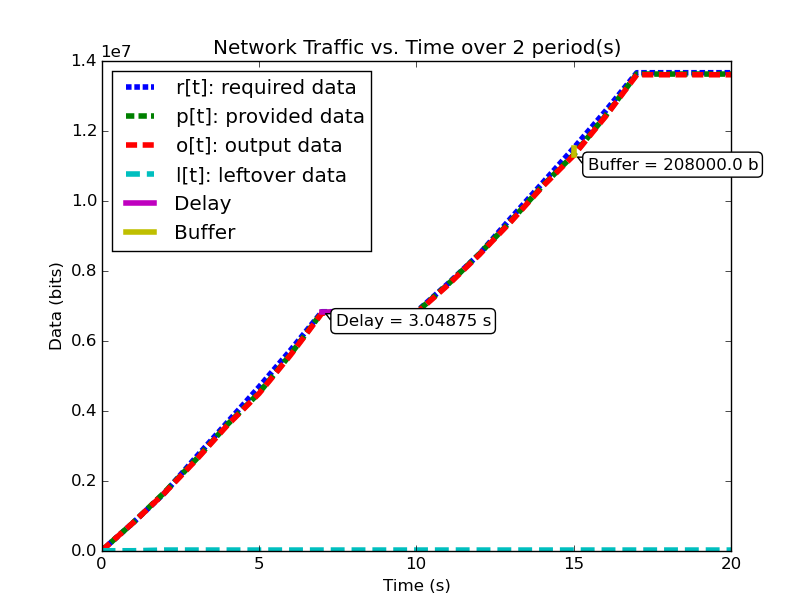 Network Traffic vs. Time over 2 period(s)
1e7
1.4
1.2
1.0
0.8
0.6
0.4
0.2
0.0
Data (bits)
r[t]: required data
p[t]: provided data
o[t]: output data
l[t]: leftover data
Delay
Buffer
Buffer = 208000.0 b
Delay = 3.04875 s
0
5
10
15
20
Time (s)